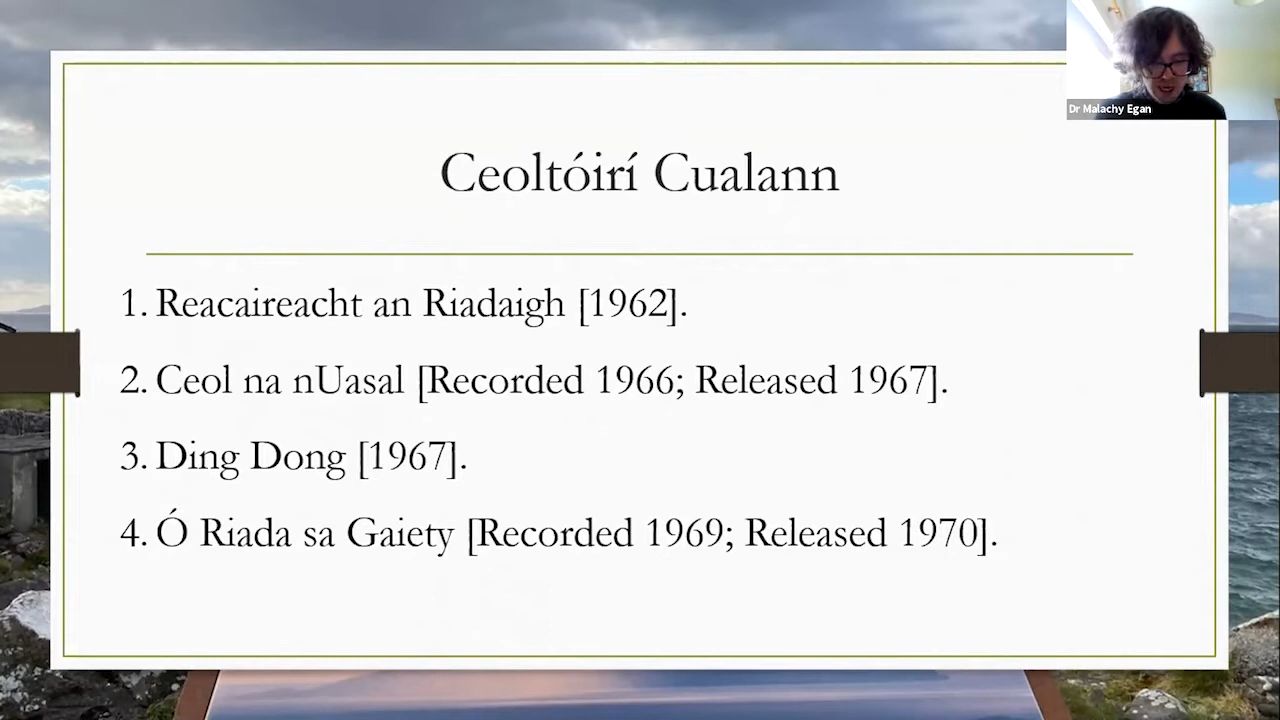 Dr Malachy Egan
Ceoltóirí Cualann
1. Reacaireacht an Riadaigh [1962].
2. Ceol na nUasal [Recorded 1966; Released 1967].
3. Ding Dong [1967].
4. Ó Riada sa Gaiety [Recorded 1969; Released 1970].